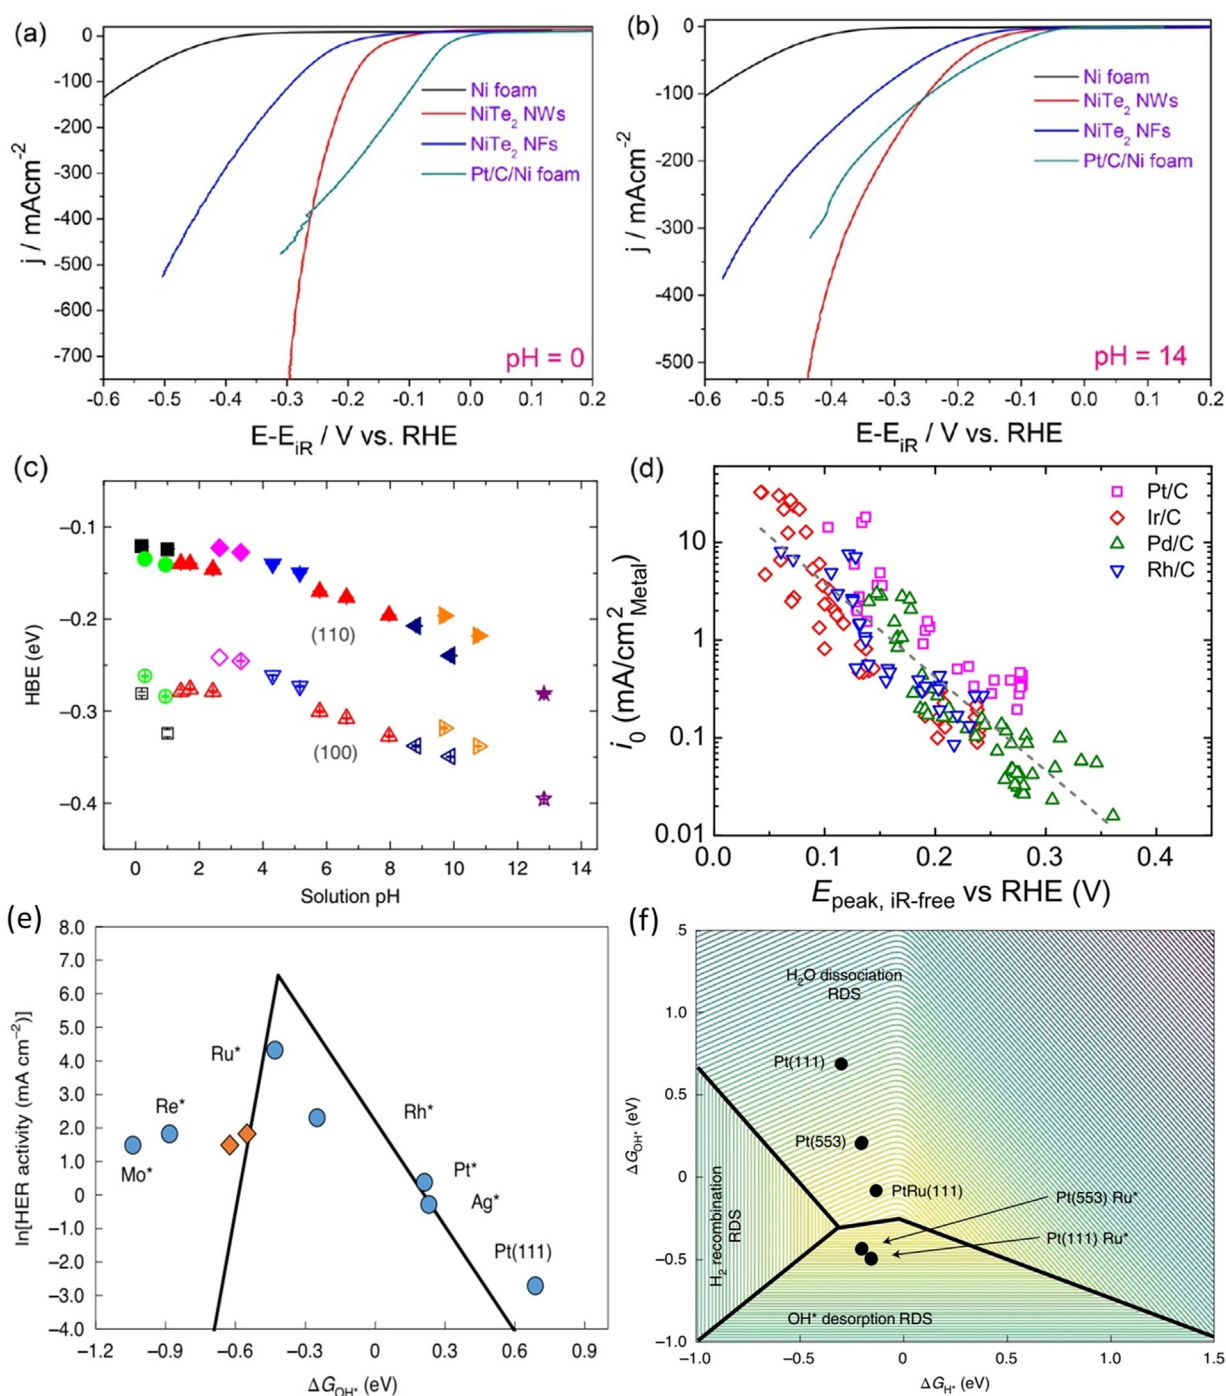 (a)
0
-100
-200
-300
-400
-500
-600
-700
j / mAcm-2
Ni foam
NiTe2 NWs
NiTe2 NFs
Pt/C/Ni foam
pH = 0
-0.6 -0.5 -0.4 -0.3 -0.2 -0.1 0.0 0.1 0.2
E-EiR / V vs. RHE
(b)
0
-100
-200
-300
-400
-500
j / mAcm-2
Ni foam
NiTe2 NWs
NiTe2 NFs
Pt/C/Ni foam
pH = 14
-0.6 -0.5 -0.4 -0.3 -0.2 -0.1 0.0 0.1 0.2
E-EiR / V vs. RHE
(c)
−0.1
−0.2
−0.3
−0.4
HBE (eV)
(110)
(100)
0 2 4 6 8 10 12 14
Solution pH
(d)
10
1
0.1
0.01
i0 (mA/cm2Metal)
Pt/C
Ir/C
Pd/C
Rh/C
0.0 0.1 0.2 0.3 0.4
Epeak, iR-free vs RHE (V)
(e)
8.0
7.0
6.0
5.0
4.0
3.0
2.0
1.0
0
−1.0
−2.0
−3.0
−4.0
ln[HER activity (mA cm−2)]
Ru*
Re*
Mo*
Rh*
Pt*
Ag*
Pt(111)
−1.2 −0.9 −0.6 −0.3 0 0.3 0.6 0.9
ΔGOH* (eV)
(f)
.5
1.0
0.5
0
−0.5
−1.0
ΔGOH* (eV)
H2O dissociation
RDS
Pt(111)
Pt(553)
PtRu(111)
Pt(553) Ru*
Pt(111) Ru*
H2 recombination
RDS
OH* desorption RDS
−1.0 −0.5 0 0.5 1.0 1.5
ΔGH* (eV)